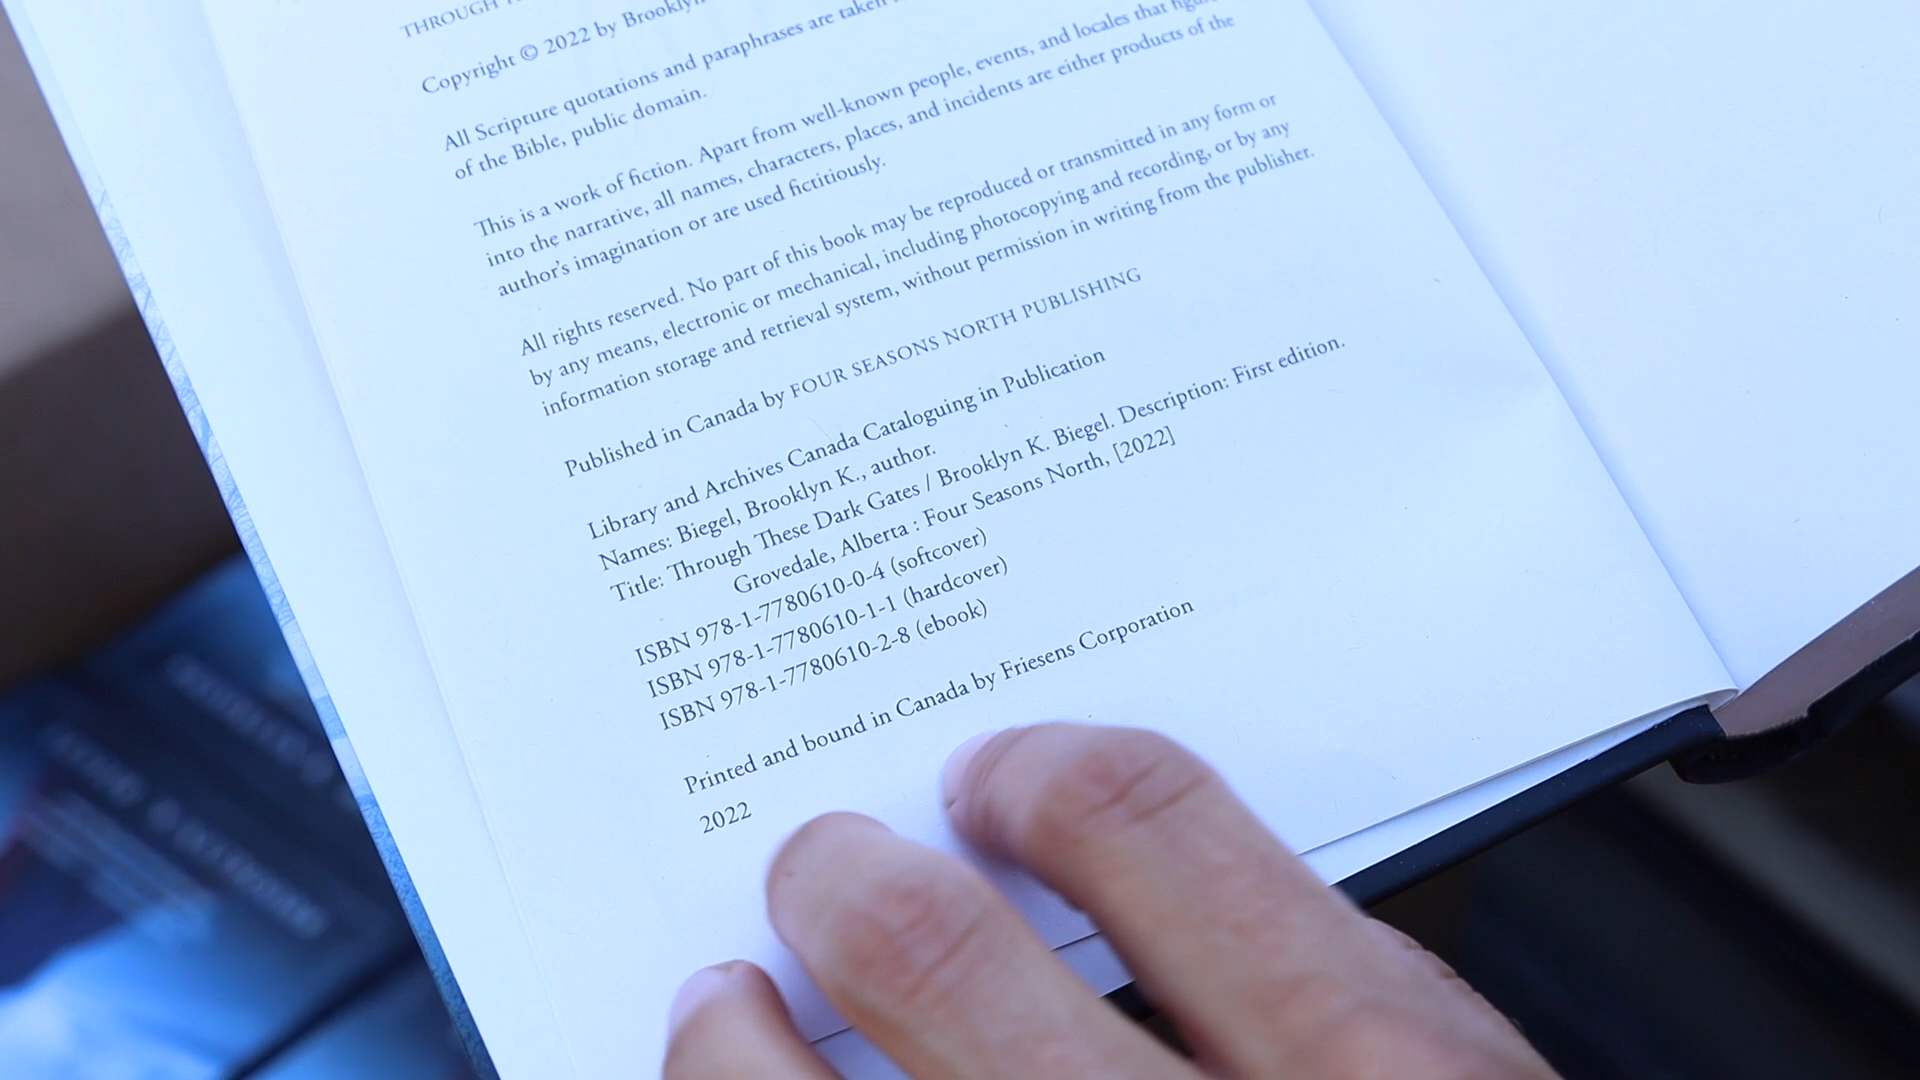 THROUGH
Copyright © 2022 by Brooklyn
All Scripture quotations and paraphrases are taken
of the Bible, public domain.
This is a work of fiction. Apart from well-known people, events, and locales that
into the narrative, all names, characters, places, and incidents are either products of the
author's imagination or are used fictitiously.
All rights reserved. No part of this book may be reproduced or transmitted in any form or
by any means, electronic or mechanical, including photocopying and recording, or by any
information storage and retrieval system, without permission in writing from the publisher.
Published in Canada by FOUR SEASONS NORTH PUBLISHING
Library and Archives Canada Cataloguing in Publication
Names: Biegel, Brooklyn K., author.
Title: Through These Dark Gates / Brooklyn K. Biegel. Description: First edition.
Grovedale, Alberta : Four Seasons North, [2022]
ISBN 978-1-7780610-0-4 (softcover)
ISBN 978-1-7780610-1-1 (hardcover)
ISBN 978-1-7780610-2-8 (ebook)
Printed and bound in Canada by Friesens Corporation
2022